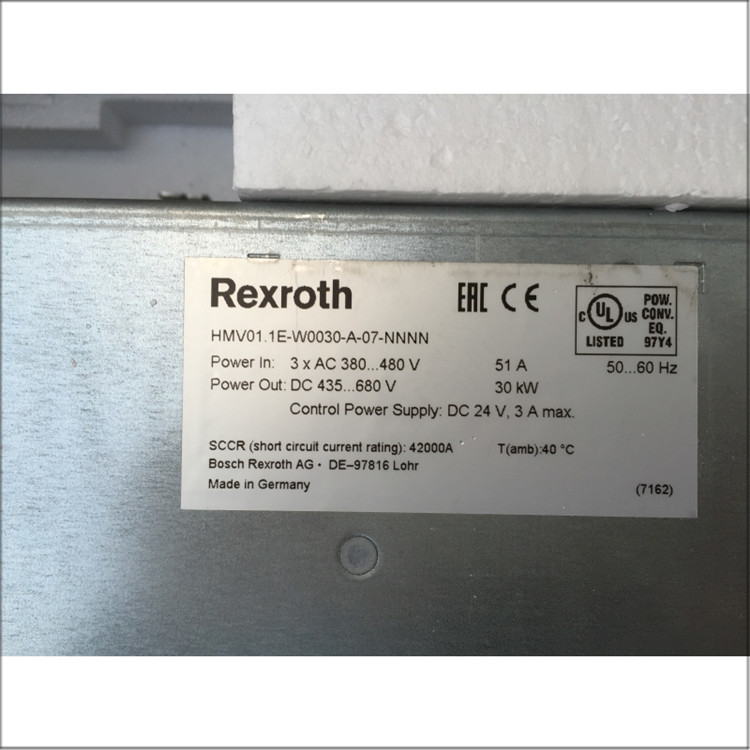 Rexroth
EAC CE
HMV01.1E-W0030-A-07-NNNN
C UL US
LISTED
POW.
CONV.
EQ.
97Y4
Power In: 3 x AC 380...480 V 51 A 50...60 Hz
Power Out: DC 435...680 V 30 kW
Control Power Supply: DC 24 V, 3 A max.
SCCR (short circuit current rating): 42000A T(amb):40 °C
Bosch Rexroth AG • DE–97816 Lohr
Made in Germany (7162)